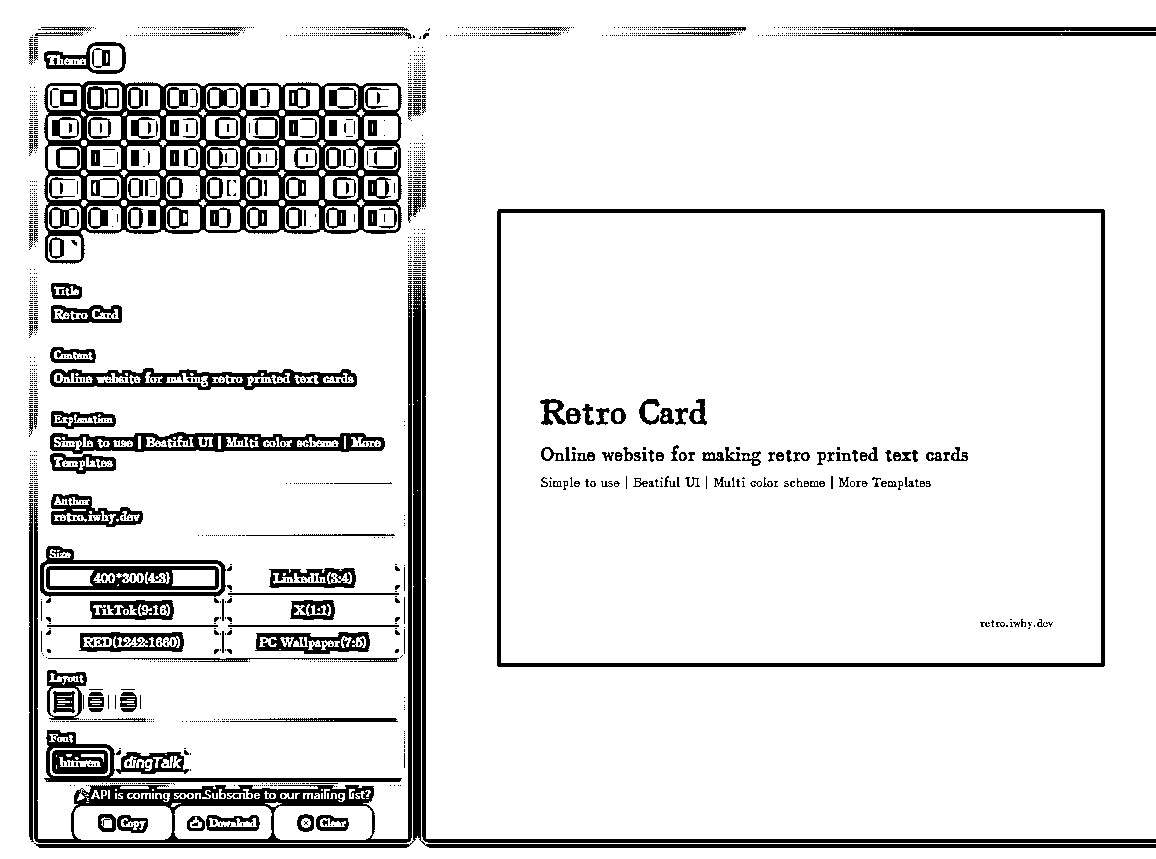 Theme
Title
Retro Card
Content
Online website for making retro printed text cards
Explanation
Simple to use | Beatiful UI | Multi color scheme | More
Templates
Author
retro.iwhy.dev
Size
400*300(4:3)
LinkedIn(3:4)
TikTok(9:16)
X(1:1)
RED(1242:1660)
PC Wallpaper(7:5)
Layout
Font
huiwen
dingTalk
API is coming soon.Subscribe to our mailing list?
Copy
Download
Clear
Retro Card
Online website for making retro printed text cards
Simple to use | Beatiful UI | Multi color scheme | More Templates
retro.iwhy.dev